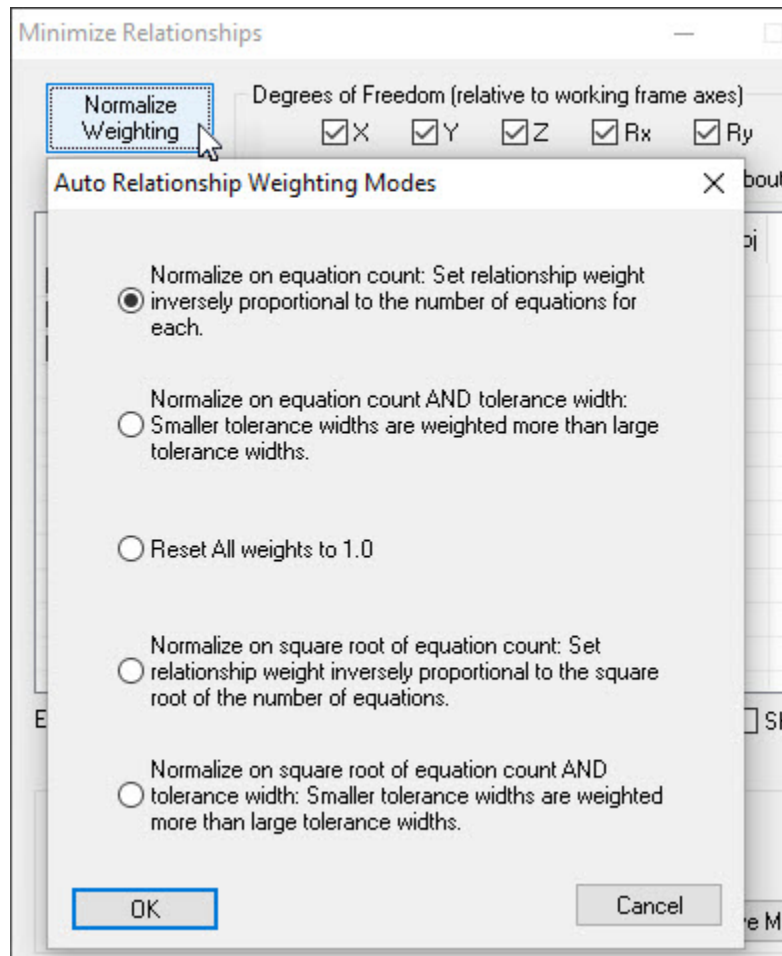 Minimize Relationships
Normalize
Weighting
Degrees of Freedom (relative to working frame axes)
X Y Z Rx Ry
Auto Relationship Weighting Modes
Normalize on equation count: Set relationship weight
inversely proportional to the number of equations for
each.
Normalize on equation count AND tolerance width:
Smaller tolerance widths are weighted more than large
tolerance widths.
Reset All weights to 1.0
Normalize on square root of equation count: Set
relationship weight inversely proportional to the square
root of the number of equations.
Normalize on square root of equation count AND
tolerance width: Smaller tolerance widths are weighted
more than large tolerance widths.
OK Cancel